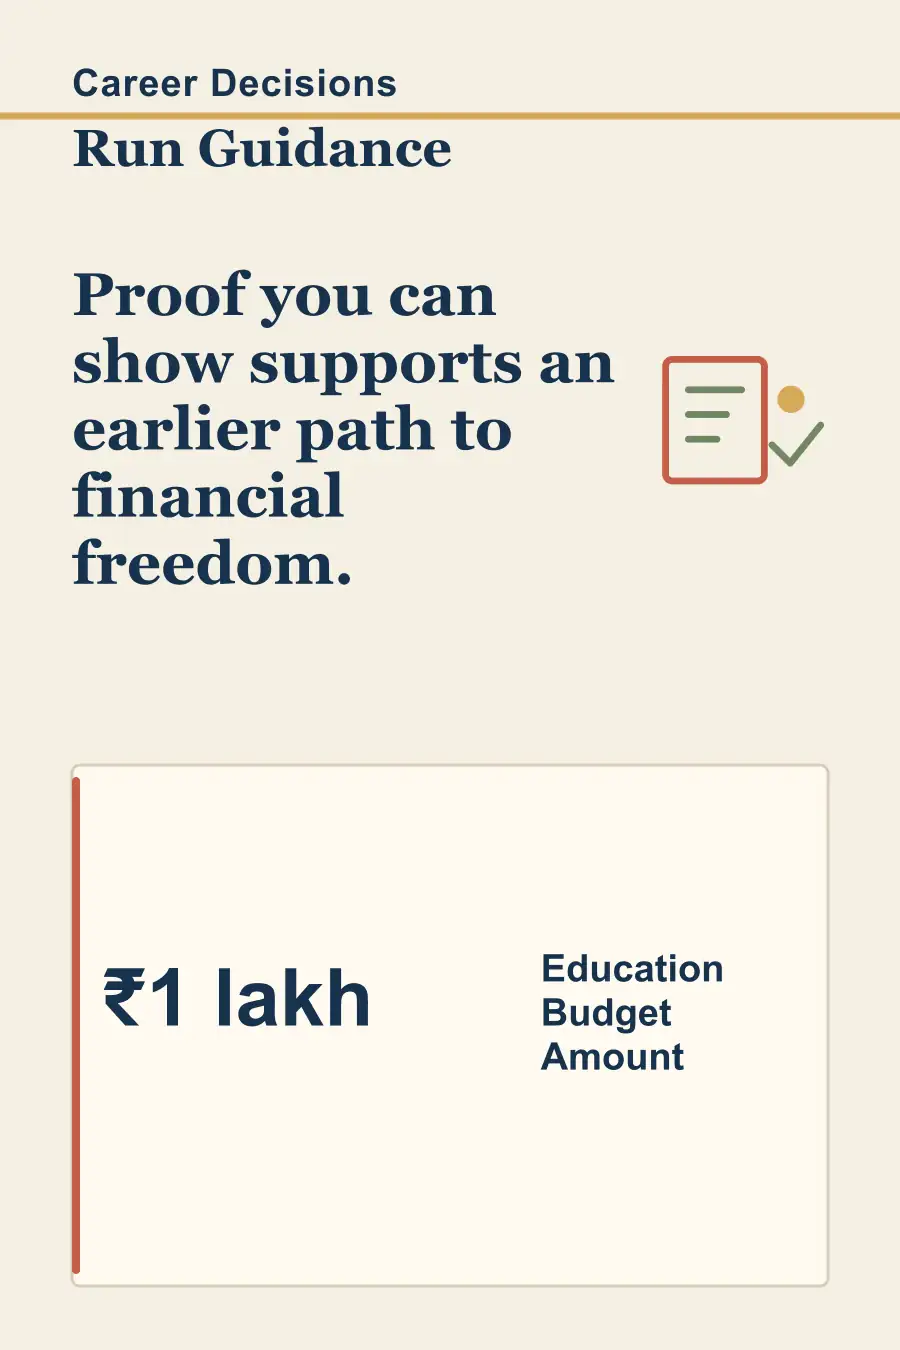 Career Decisions
Run Guidance
Proof you can
show supports an
earlier path to
financial
freedom.
₹1 lakh
Education
Budget
Amount